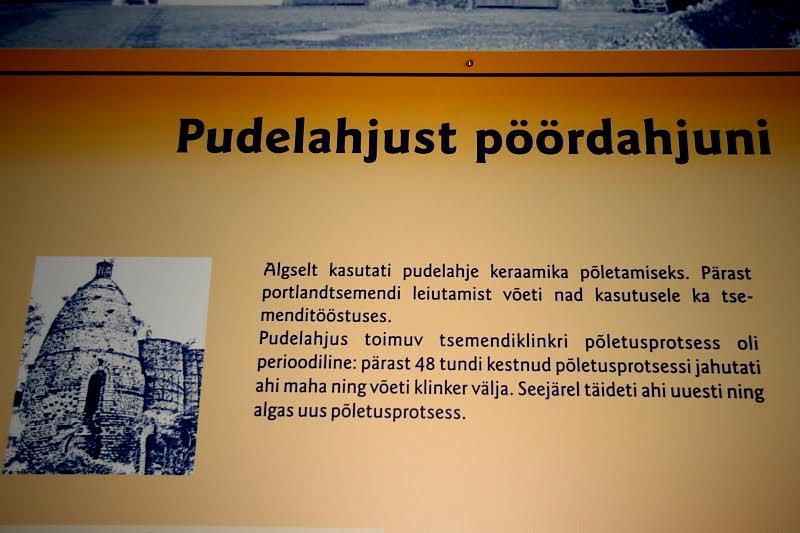 Pudelahjust pöördahjuni
Algselt kasutati pudelahje keraamika põletamiseks. Pärast
portlandtsemendi leiutamist võeti nad kasutusele ka tse-
menditööstuses.
Pudelahjus toimuv tsemendiklinkri põletusprotsess oli
perioodiline: pärast 48 tundi kestnud põletusprotsessi jahutati
ahi maha ning võeti klinker välja. Seejärel täideti ahi uuesti ning
algas uus põletusprotsess.